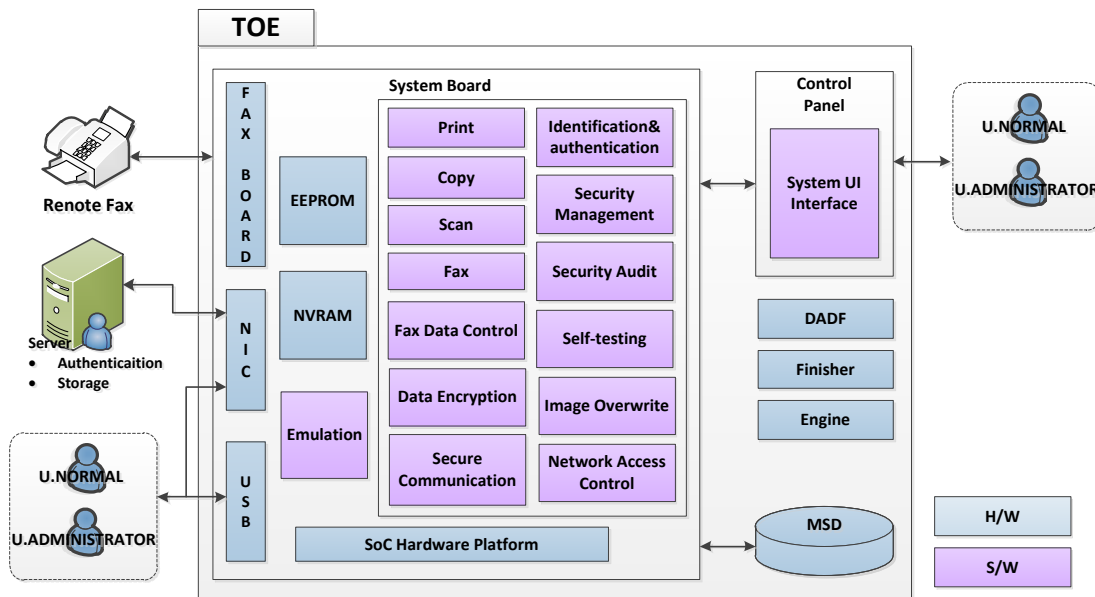 TOE
System Board
F
A
X
B
O
A
R
D
EEPROM
NVRAM
N
I
C
Emulation
U
S
B
Print
Copy
Scan
Fax
Fax Data Control
Data Encryption
Secure
Communication
Identification&
authentication
Security
Management
Security Audit
Self-testing
Image Overwrite
Network Access
Control
SoC Hardware Platform
Control
Panel
System UI
Interface
DADF
Finisher
Engine
MSD
Renote Fax
Server
• Authenticaition
• Storage
U.NORMAL
U.ADMINISTRATOR
U.NORMAL
U.ADMINISTRATOR
H/W
S/W